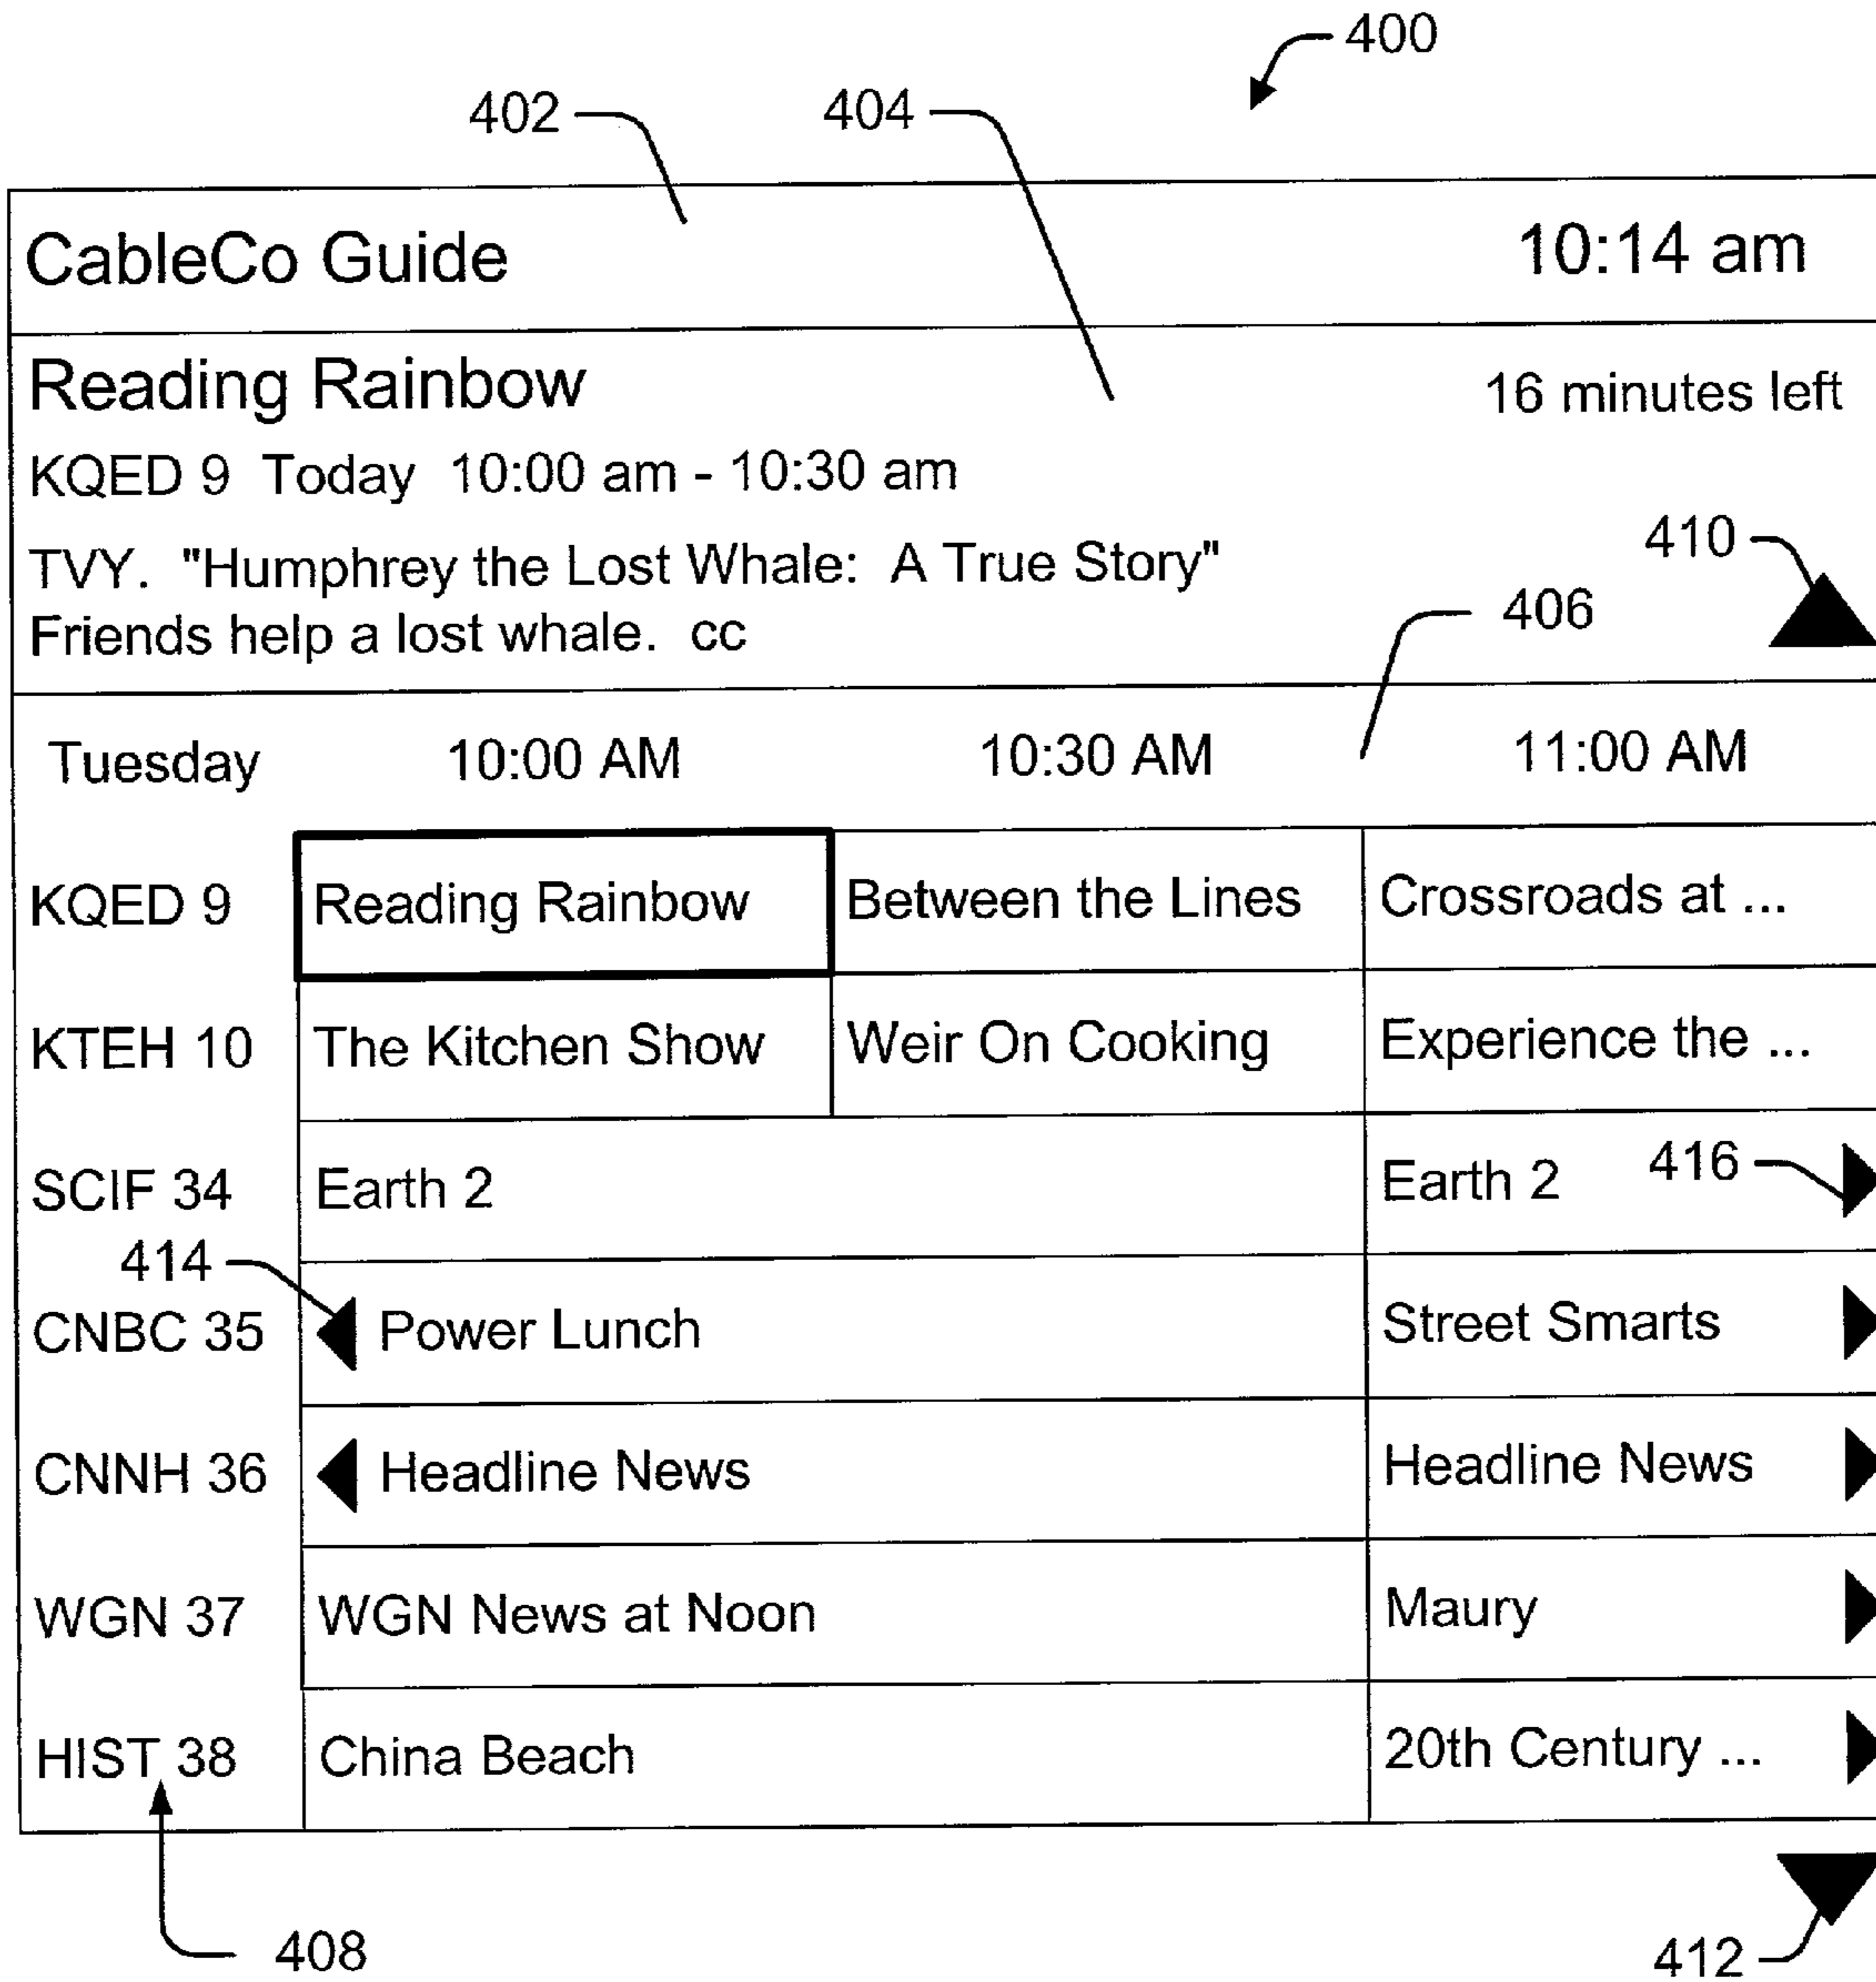 400
402
404
CableCo Guide 10:14 am
Reading Rainbow 16 minutes left
KQED 9 Today 10:00 am - 10:30 am
410
TVY. "Humphrey the Lost Whale: A True Story"
406
Friends help a lost whale. cc
Tuesday 10:00 AM 10:30 AM 11:00 AM
KQED 9 Reading Rainbow Between the Lines Crossroads at ...
KTEH 10 The Kitchen Show Weir On Cooking Experience the ...
SCIF 34 Earth 2 Earth 2 416
414
CNBC 35 Power Lunch Street Smarts
CNNH 36 Headline News Headline News
WGN 37 WGN News at Noon Maury
HIST 38 China Beach 20th Century ...
408
412